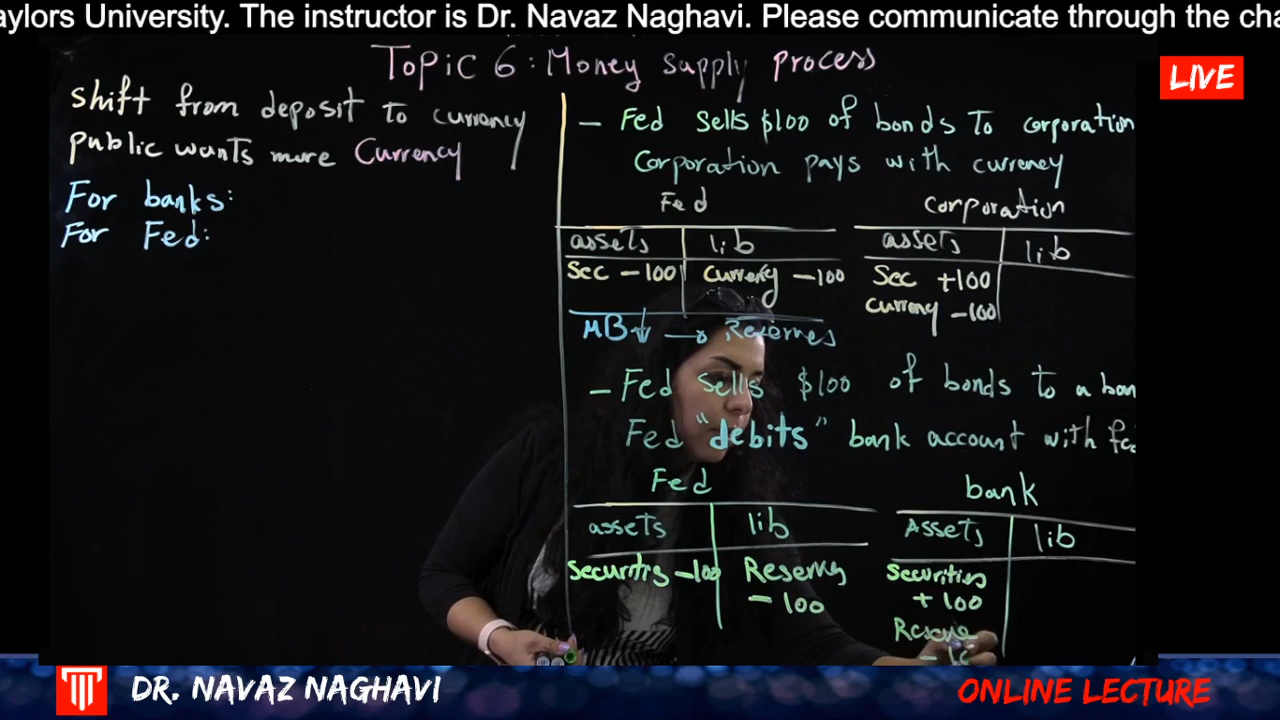 aylors University. The instructor is Dr. Navaz Naghavi. Please communicate through the cha
Topic 6: Money supply process
LIVE
shift from deposit to currency
public wants more Currency
For banks:
For Fed:
– Fed sells $100 of bonds to corporation
Corporation pays with currency
Fed
assets lib
Sec –100 Currency –100
corporation
assets lib
Sec +100
Currency –100
MB↓ → Reserves
– Fed sells $100 of bonds to a ban
Fed "debits" bank account with fed
Fed
assets lib
securitis –100 Reserves
– 100
bank
Assets lib
Securities
+ 100
Reserve
DR. NAVAZ NAGHAVI
ONLINE LECTURE